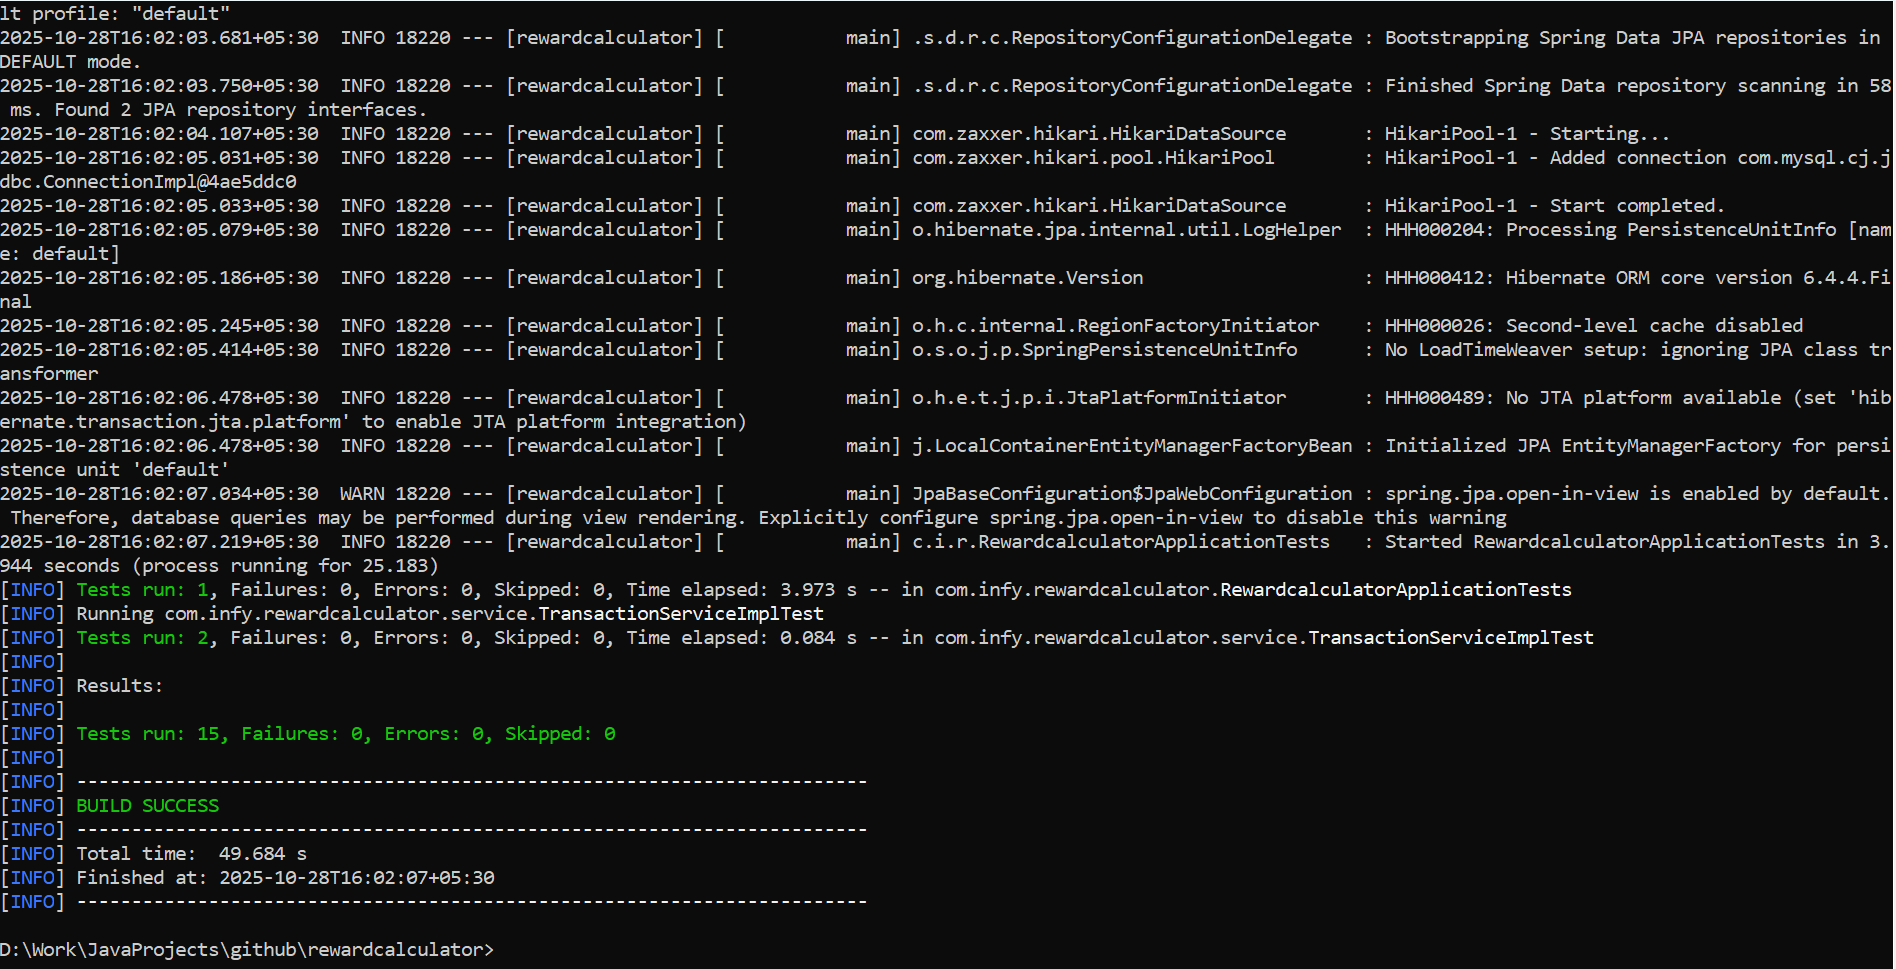 lt profile: "default"
2025-10-28T16:02:03.681+05:30  INFO 18220 --- [rewardcalculator] [           main] .s.d.r.c.RepositoryConfigurationDelegate : Bootstrapping Spring Data JPA repositories in
DEFAULT mode.
2025-10-28T16:02:03.750+05:30  INFO 18220 --- [rewardcalculator] [           main] .s.d.r.c.RepositoryConfigurationDelegate : Finished Spring Data repository scanning in 58
 ms. Found 2 JPA repository interfaces.
2025-10-28T16:02:04.107+05:30  INFO 18220 --- [rewardcalculator] [           main] com.zaxxer.hikari.HikariDataSource       : HikariPool-1 - Starting...
2025-10-28T16:02:05.031+05:30  INFO 18220 --- [rewardcalculator] [           main] com.zaxxer.hikari.pool.HikariPool        : HikariPool-1 - Added connection com.mysql.cj.j
dbc.ConnectionImpl@4ae5ddc0
2025-10-28T16:02:05.033+05:30  INFO 18220 --- [rewardcalculator] [           main] com.zaxxer.hikari.HikariDataSource       : HikariPool-1 - Start completed.
2025-10-28T16:02:05.079+05:30  INFO 18220 --- [rewardcalculator] [           main] o.hibernate.jpa.internal.util.LogHelper  : HHH000204: Processing PersistenceUnitInfo [nam
e: default]
2025-10-28T16:02:05.186+05:30  INFO 18220 --- [rewardcalculator] [           main] org.hibernate.Version                    : HHH000412: Hibernate ORM core version 6.4.4.Fi
nal
2025-10-28T16:02:05.245+05:30  INFO 18220 --- [rewardcalculator] [           main] o.h.c.internal.RegionFactoryInitiator    : HHH000026: Second-level cache disabled
2025-10-28T16:02:05.414+05:30  INFO 18220 --- [rewardcalculator] [           main] o.s.o.j.p.SpringPersistenceUnitInfo      : No LoadTimeWeaver setup: ignoring JPA class tr
ansformer
2025-10-28T16:02:06.478+05:30  INFO 18220 --- [rewardcalculator] [           main] o.h.e.t.j.p.i.JtaPlatformInitiator       : HHH000489: No JTA platform available (set 'hib
ernate.transaction.jta.platform' to enable JTA platform integration)
2025-10-28T16:02:06.478+05:30  INFO 18220 --- [rewardcalculator] [           main] j.LocalContainerEntityManagerFactoryBean : Initialized JPA EntityManagerFactory for persi
stence unit 'default'
2025-10-28T16:02:07.034+05:30  WARN 18220 --- [rewardcalculator] [           main] JpaBaseConfiguration$JpaWebConfiguration : spring.jpa.open-in-view is enabled by default.
 Therefore, database queries may be performed during view rendering. Explicitly configure spring.jpa.open-in-view to disable this warning
2025-10-28T16:02:07.219+05:30  INFO 18220 --- [rewardcalculator] [           main] c.i.r.RewardcalculatorApplicationTests   : Started RewardcalculatorApplicationTests in 3.
944 seconds (process running for 25.183)
[INFO] Tests run: 1, Failures: 0, Errors: 0, Skipped: 0, Time elapsed: 3.973 s -- in com.infy.rewardcalculator.RewardcalculatorApplicationTests
[INFO] Running com.infy.rewardcalculator.service.TransactionServiceImplTest
[INFO] Tests run: 2, Failures: 0, Errors: 0, Skipped: 0, Time elapsed: 0.084 s -- in com.infy.rewardcalculator.service.TransactionServiceImplTest
[INFO]
[INFO] Results:
[INFO]
[INFO] Tests run: 15, Failures: 0, Errors: 0, Skipped: 0
[INFO]
[INFO] ------------------------------------------------------------------------
[INFO] BUILD SUCCESS
[INFO] ------------------------------------------------------------------------
[INFO] Total time:  49.684 s
[INFO] Finished at: 2025-10-28T16:02:07+05:30
[INFO] ------------------------------------------------------------------------
D:\Work\JavaProjects\github\rewardcalculator>